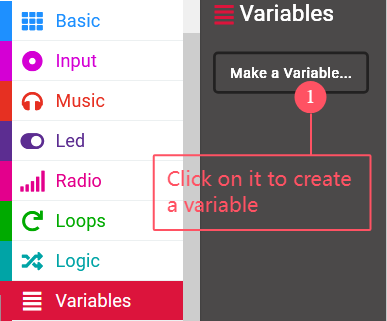 Basic
Input
Music
Led
Radio
Loops
Logic
Variables
Variables
Make a Variable...
1
Click on it to create
a variable